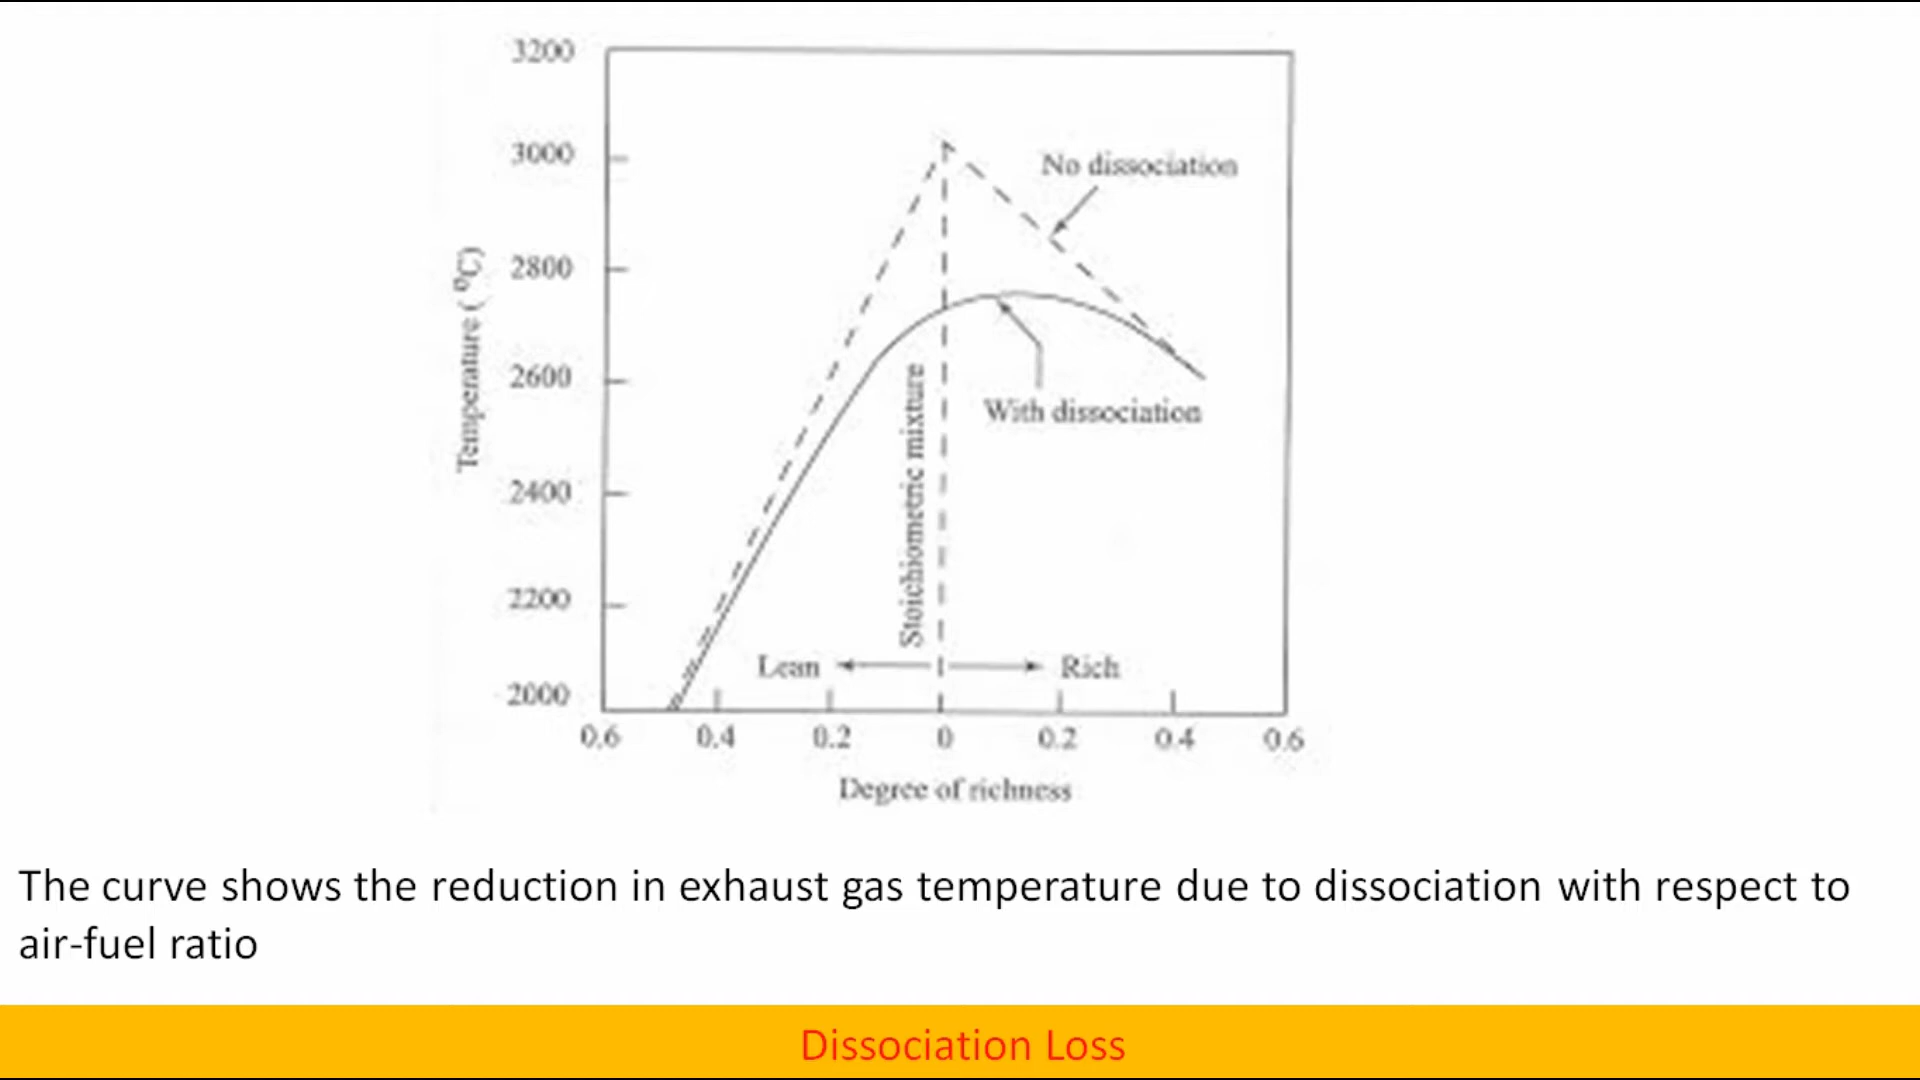 3200
3000
2800
2600
2400
2200
2000
Temperature ( ⁰C)
No dissociation
With dissociation
Stoichiometric mixture
Lean
Rich
0.6 0.4 0.2 0 0.2 0.4 0.6
Degree of richness
The curve shows the reduction in exhaust gas temperature due to dissociation with respect to
air-fuel ratio
Dissociation Loss